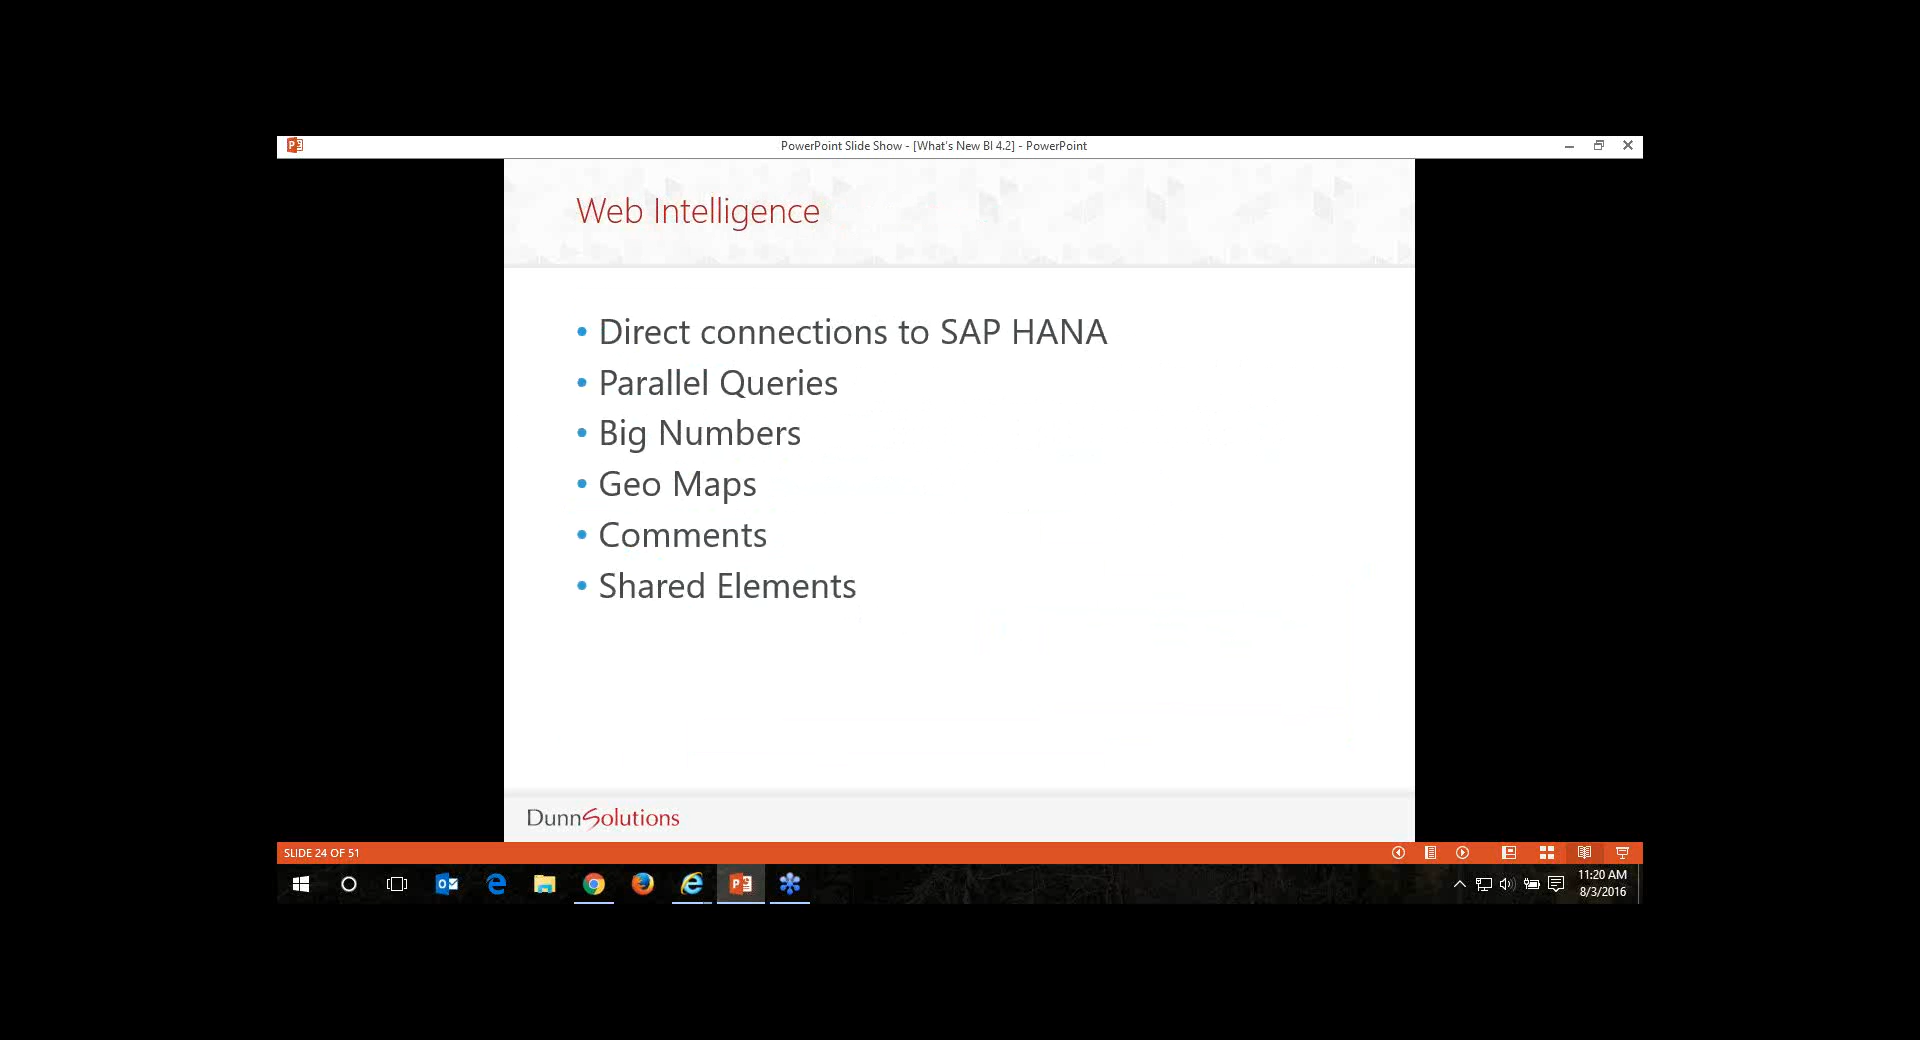 PowerPoint Slide Show - [What's New BI 4.2] - PowerPoint
Web Intelligence
• Direct connections to SAP HANA
• Parallel Queries
• Big Numbers
• Geo Maps
• Comments
• Shared Elements
DunnSolutions
SLIDE 24 OF 51
11:20 AM
8/3/2016